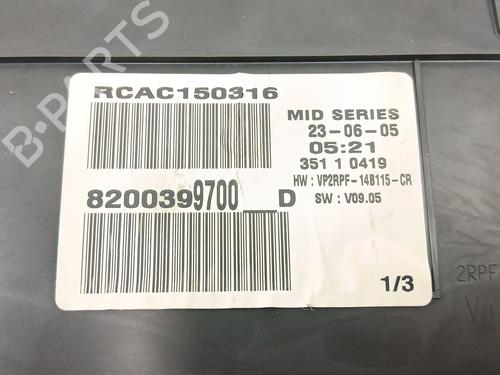 B-PARTS
RCAC150316
MID SERIES
23-06-05
05:21
351 1 0419
HW : VP2RPF-14B115-CR
SW : V09.05
8200399700__D
1/3
2RPF